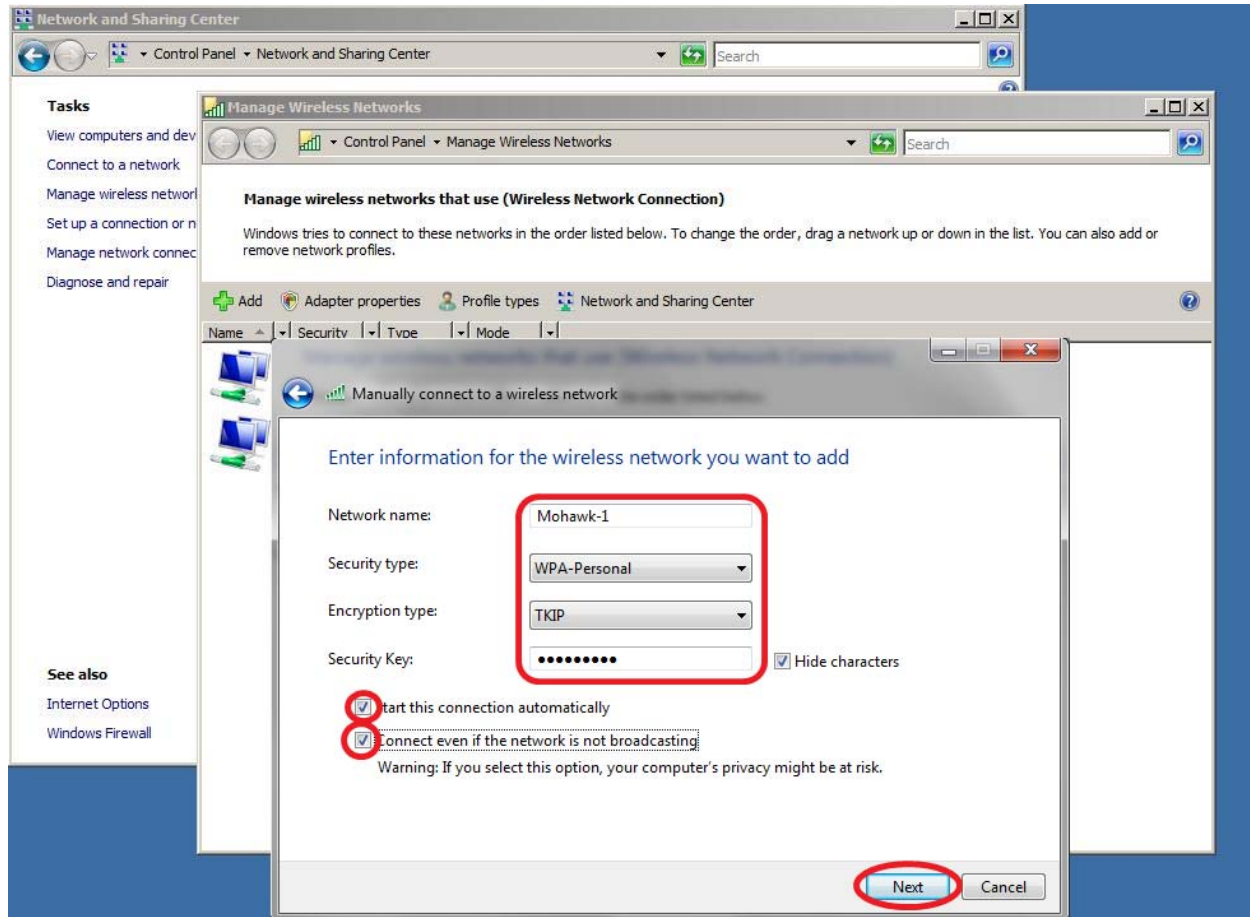 Network and Sharing Center
Control Panel Network and Sharing Center
Search
Tasks
View computers and dev
Connect to a network
Manage wireless network
Set up a connection or n
Manage network connec
Diagnose and repair
See also
Internet Options
Windows Firewall
Manage Wireless Networks
Control Panel Manage Wireless Networks
Search
Manage wireless networks that use (Wireless Network Connection)
Windows tries to connect to these networks in the order listed below. To change the order, drag a network up or down in the list. You can also add or
remove network profiles.
Add Adapter properties Profile types Network and Sharing Center
Name Security Type Mode
Manually connect to a wireless network
Enter information for the wireless network you want to add
Network name: Mohawk-1
Security type: WPA-Personal
Encryption type: TKIP
Security Key: ●●●●●●●●● Hide characters
tart this connection automatically
Connect even if the network is not broadcasting
Warning: If you select this option, your computer's privacy might be at risk.
Next Cancel